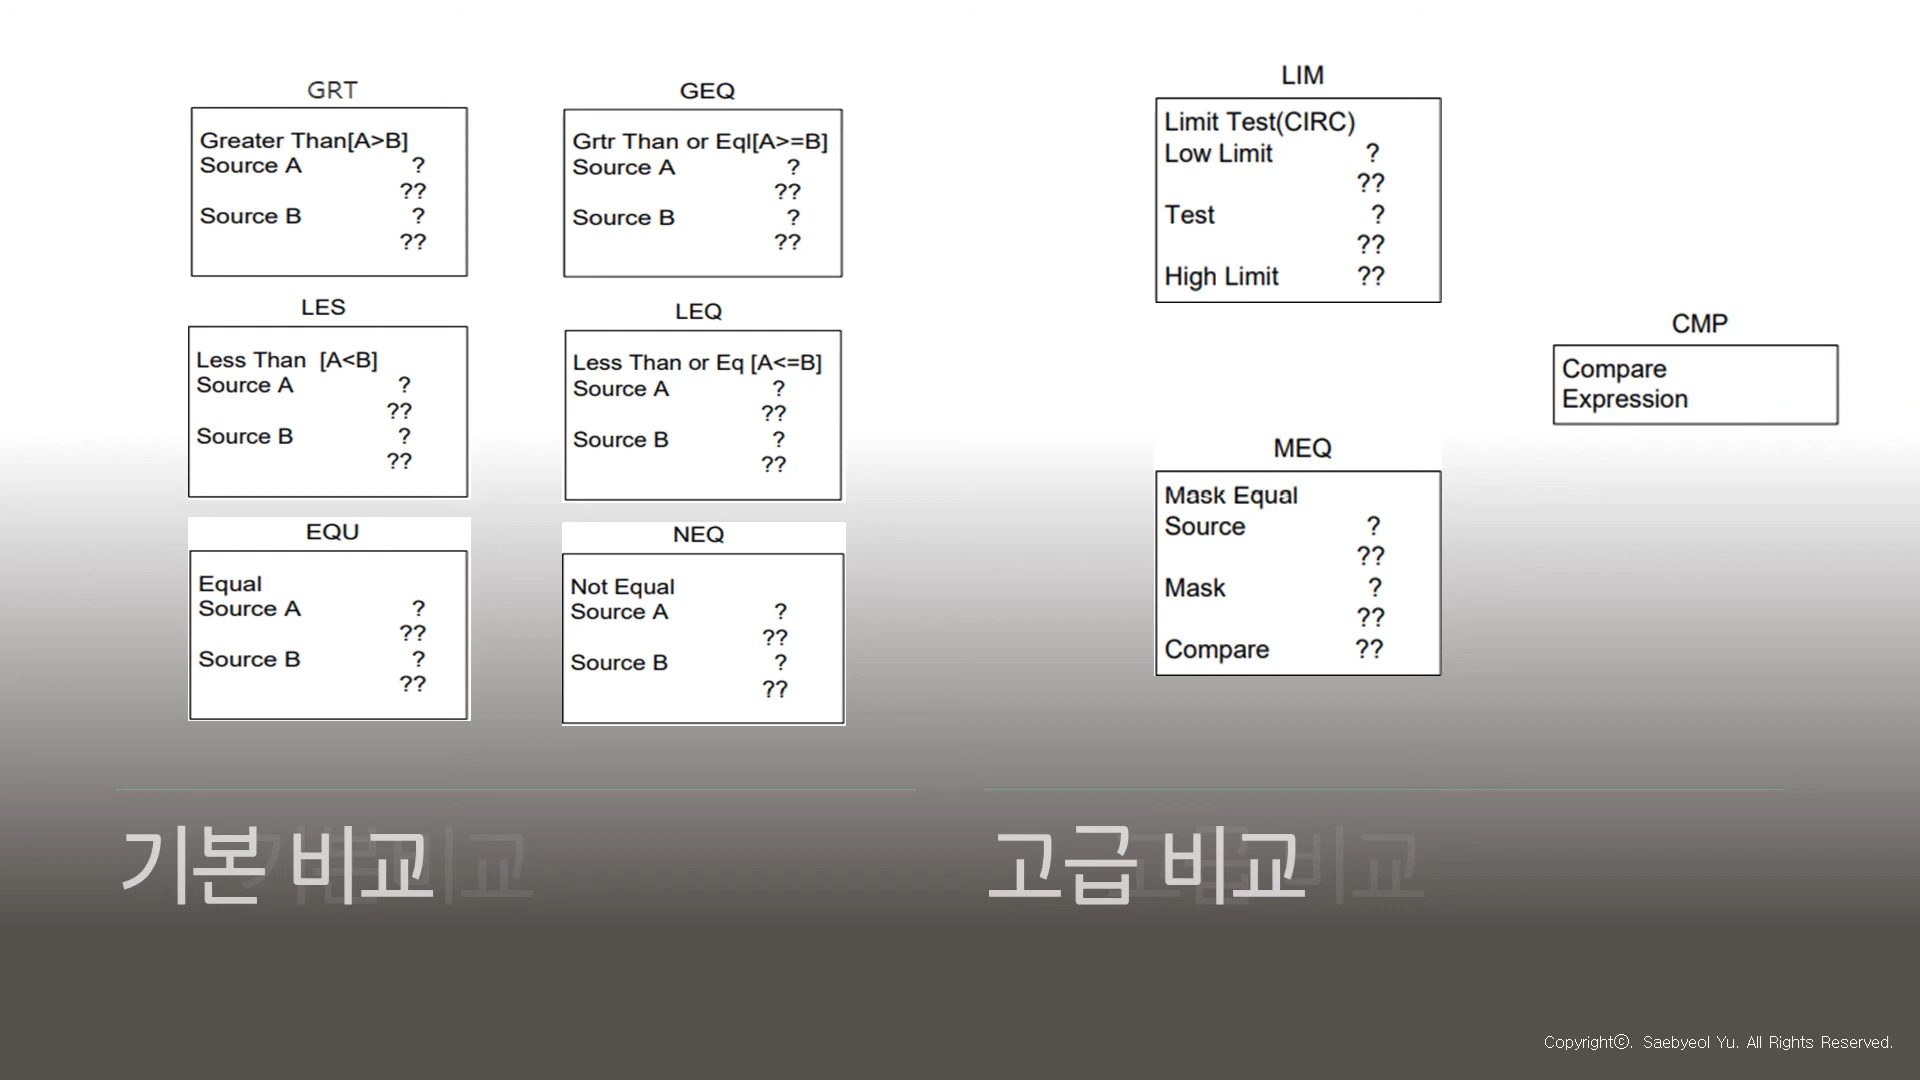 GRT
Greater Than[A>B]
Source A ?
??
Source B ?
??
GEQ
Grtr Than or Eql[A>=B]
Source A ?
??
Source B ?
??
LES
Less Than [A<B]
Source A ?
??
Source B ?
??
LEQ
Less Than or Eq [A<=B]
Source A ?
??
Source B ?
??
EQU
Equal
Source A ?
??
Source B ?
??
NEQ
Not Equal
Source A ?
??
Source B ?
??
기본 비교
LIM
Limit Test(CIRC)
Low Limit ?
??
Test ?
??
High Limit ??
CMP
Compare
Expression
MEQ
Mask Equal
Source ?
??
Mask ?
??
Compare ??
고급 비교
Copyrightⓒ. Saebyeol Yu. All Rights Reserved.